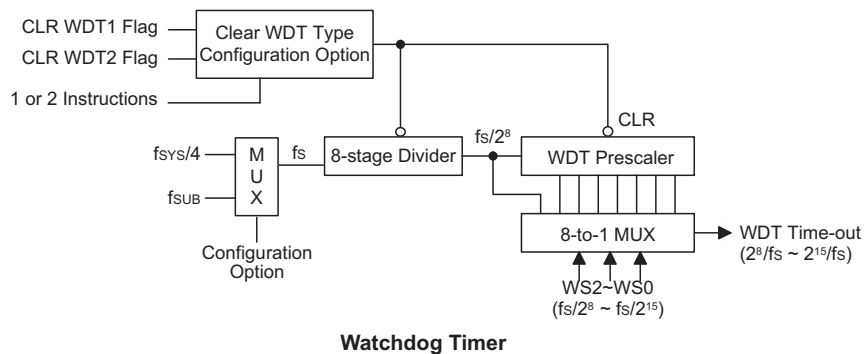 CLR WDT1 Flag
CLR WDT2 Flag
1 or 2 Instructions
Clear WDT Type
Configuration Option
CLR
fSYS/4
fSUB
M
U
X
fS
8-stage Divider
fS/2⁸
WDT Prescaler
Configuration
Option
8-to-1 MUX
WDT Time-out
(2⁸/fS ~ 2¹⁵/fS)
WS2~WS0
(fS/2⁸ ~ fS/2¹⁵)
Watchdog Timer